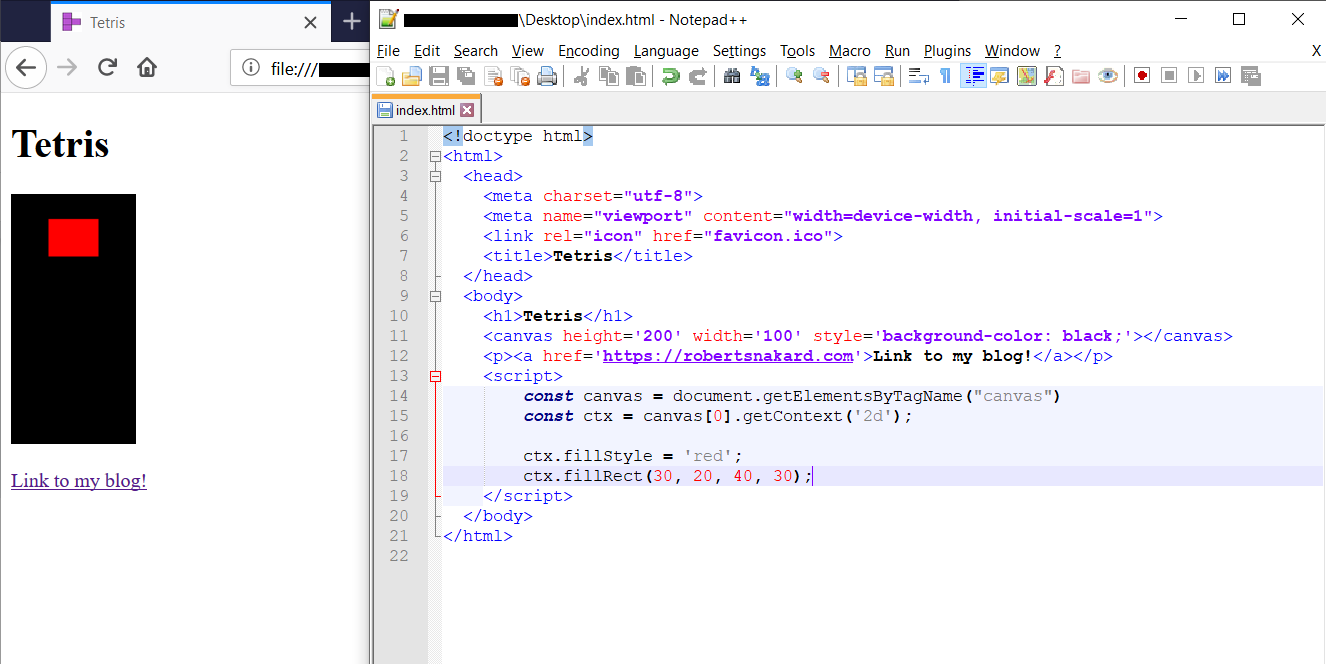 Tetris
file:///
Tetris
Link to my blog!
\Desktop\index.html - Notepad++
File Edit Search View Encoding Language Settings Tools Macro Run Plugins Window ? X
index.html
1 <!doctype html>
2 <html>
3 <head>
4 <meta charset="utf-8">
5 <meta name="viewport" content="width=device-width, initial-scale=1">
6 <link rel="icon" href="favicon.ico">
7 <title>Tetris</title>
8 </head>
9 <body>
10 <h1>Tetris</h1>
11 <canvas height='200' width='100' style='background-color: black;'></canvas>
12 <p><a href='https://robertsnakard.com'>Link to my blog!</a></p>
13 <script>
14 const canvas = document.getElementsByTagName("canvas")
15 const ctx = canvas[0].getContext('2d');
16
17 ctx.fillStyle = 'red';
18 ctx.fillRect(30, 20, 40, 30);
19 </script>
20 </body>
21 </html>
22